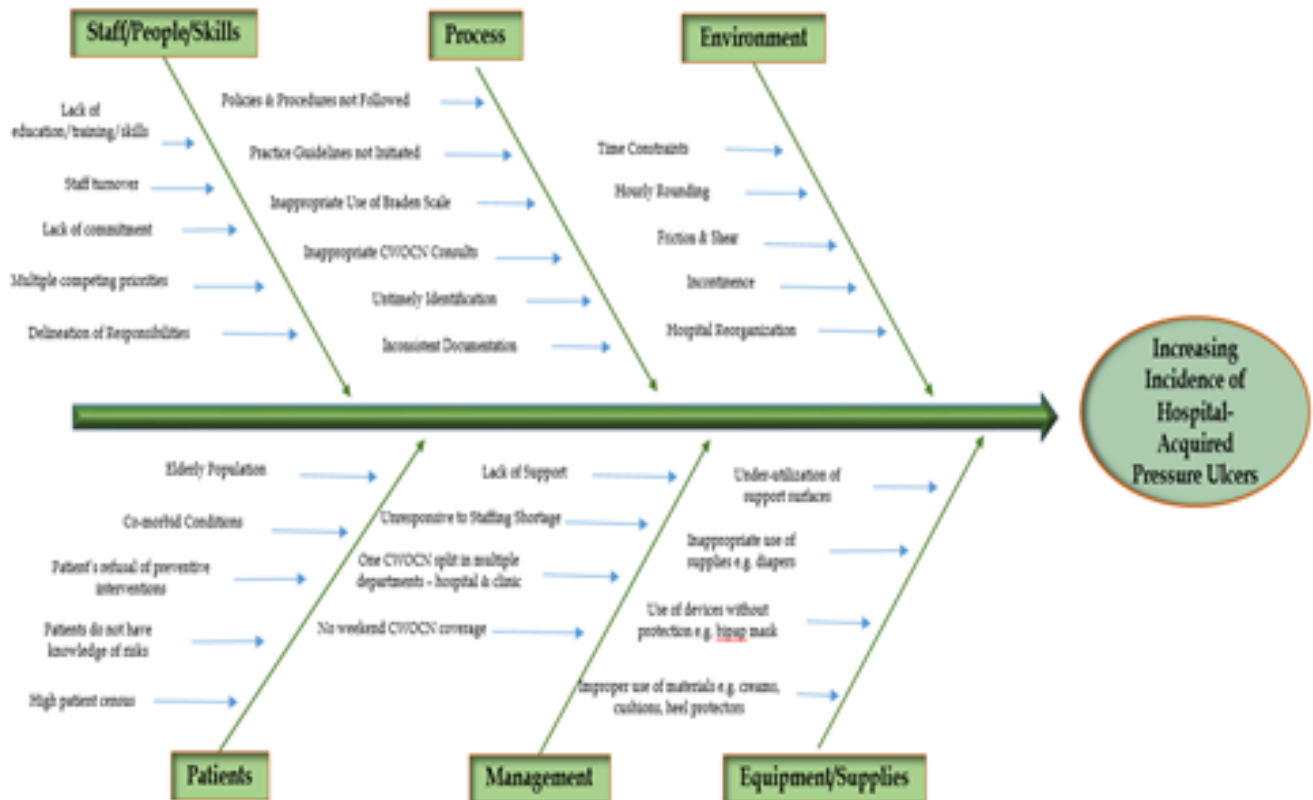 Staff/People/Skills
Lack of
education/training/skills
Staff turnover
Lack of commitment
Multiple competing priorities
Delineation of Responsibilities
Process
Policies & Procedures not Followed
Practice Guidelines not Initiated
Inappropriate Use of Braden Scale
Inappropriate CWOCN Consults
Untimely Identification
Inconsistent Documentation
Environment
Time Constraints
Hourly Rounding
Friction & Shear
Incontinence
Hospital Reorganization
Increasing
Incidence of
Hospital-
Acquired
Pressure Ulcers
Elderly Population
Co-morbid Conditions
Patient's refusal of preventive
interventions
Patients do not have
knowledge of risks
High patient census
Patients
Lack of Support
Unresponsive to Staffing Shortage
One CWOCN split in multiple
departments – hospital & clinic
No weekend CWOCN coverage
Management
Under-utilization of
support surfaces
Inappropriate use of
supplies e.g. diapers
Use of devices without
protection e.g. bipap mask
Improper use of materials e.g. creams,
cushions, heel protectors
Equipment/Supplies